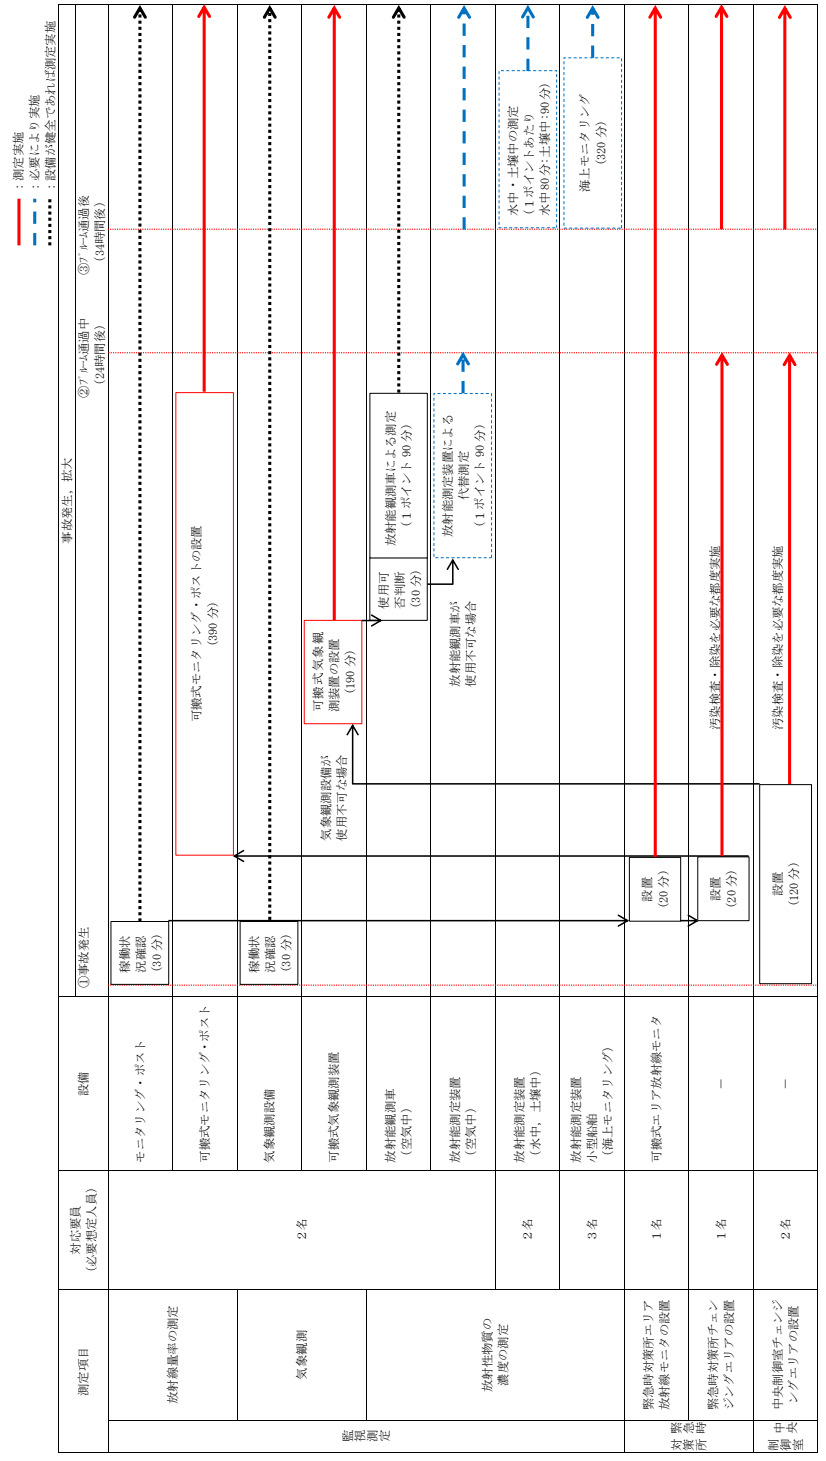 ：測定実施
：必要により実施
：設備が健全であれば測定実施
測定項目
対応要員
（必要想定人員）
設備
事故発生，拡大
①事故発生
②ﾌﾟﾙｰﾑ通過中
（24時間後）
③ﾌﾟﾙｰﾑ通過後
（34時間後）
監視測定
放射線量率の測定
2名
モニタリング・ポスト
稼働状
況確認
（30分）
可搬式モニタリング・ポスト
可搬式モニタリング・ポストの設置
（390分）
気象観測
気象観測設備
稼働状
況確認
（30分）
可搬式気象観測装置
気象観測設備が
使用不可な場合
可搬式気象観
測装置の設置
（190分）
放射性物質の
濃度の測定
放射能観測車
（空気中）
使用可
否判断
（30分）
放射能観測車による測定
（1ポイント90分）
放射能測定装置
（空気中）
放射能観測車が
使用不可な場合
放射能測定装置による
代替測定
（1ポイント90分）
2名
放射能測定装置
（水中，土壌中）
水中・土壌中の測定
（1ポイントあたり
水中80分:土壌中:90分）
3名
放射能測定装置
小型船舶
（海上モニタリング）
海上モニタリング
（320分）
緊急時
対策所
緊急時対策所エリア
放射線モニタの設置
1名
可搬式エリア放射線モニタ
設置
（20分）
緊急時対策所チェン
ジングエリアの設置
1名
－
設置
（20分）
汚染検査・除染を必要な都度実施
中央
制御室
中央制御室チェンジ
ングエリアの設置
2名
－
設置
（120分）
汚染検査・除染を必要な都度実施